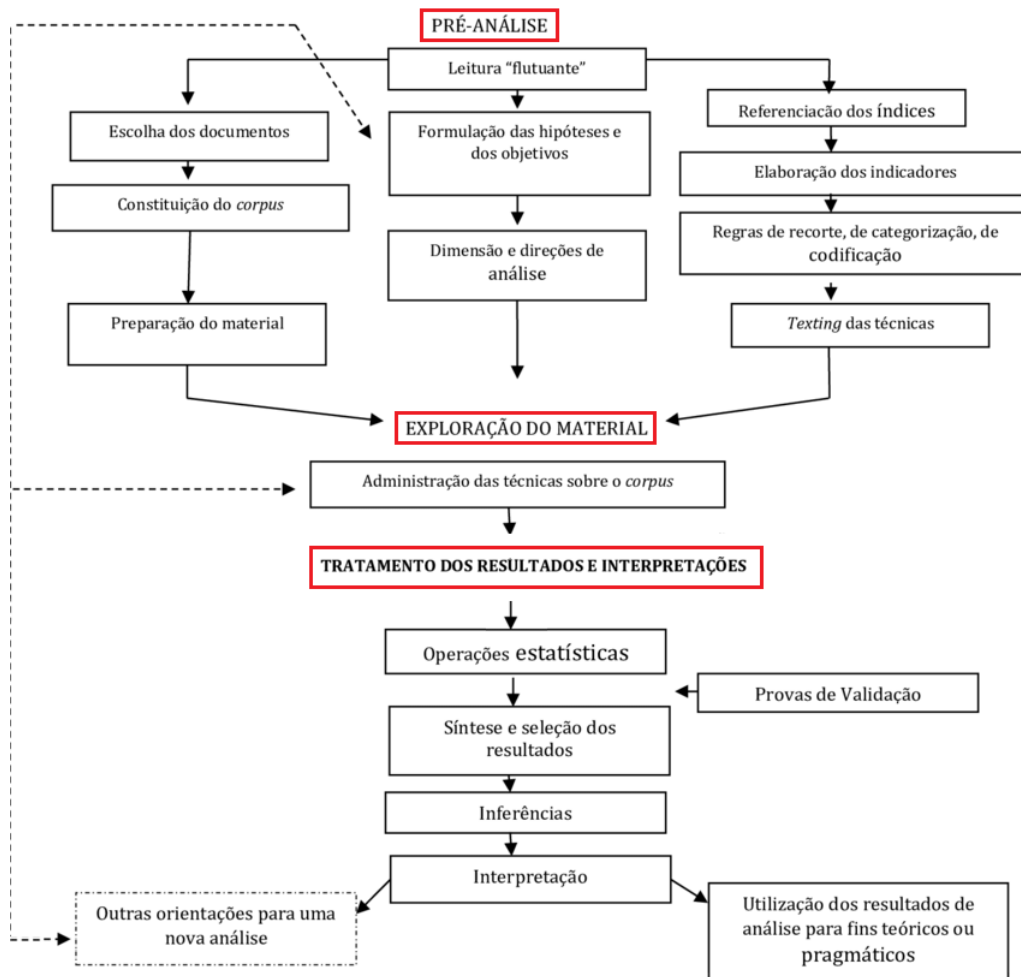 PRÉ-ANÁLISE
Leitura “flutuante”
Escolha dos documentos
Constituição do corpus
Preparação do material
Formulação das hipóteses e
dos objetivos
Dimensão e direções de
análise
Referenciacão dos índices
Elaboração dos indicadores
Regras de recorte, de categorização, de
codificação
Texting das técnicas
EXPLORAÇÃO DO MATERIAL
Administração das técnicas sobre o corpus
TRATAMENTO DOS RESULTADOS E INTERPRETAÇÕES
Operações estatísticas
Provas de Validação
Síntese e seleção dos
resultados
Inferências
Interpretação
Outras orientações para uma
nova análise
Utilização dos resultados de
análise para fins teóricos ou
pragmáticos